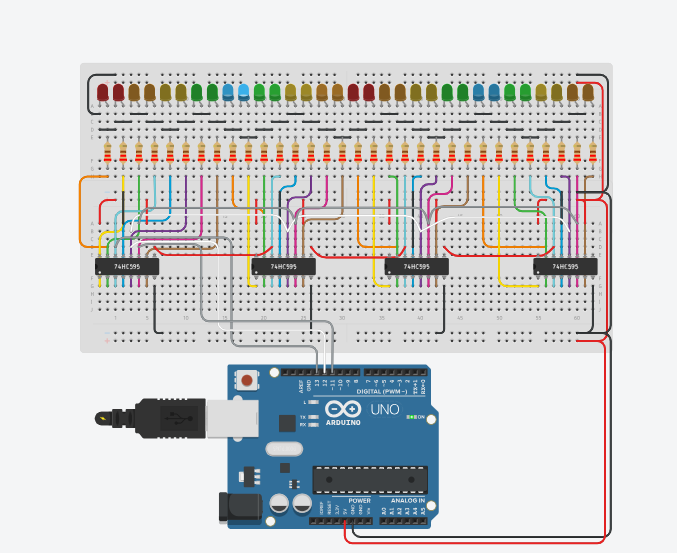 74HC595 74HC595 74HC595 74HC595
AREF
GND
13
12
~11
~10
~9
8
7
~6
~5
4
~3
2
TX→1
RX←0
DIGITAL (PWM~)
L
TX
RX
UNO
ON
ARDUINO
POWER
ANALOG IN
IOREF
RESET
3.3V
5V
GND
GND
Vin
A0
A1
A2
A3
A4
A5